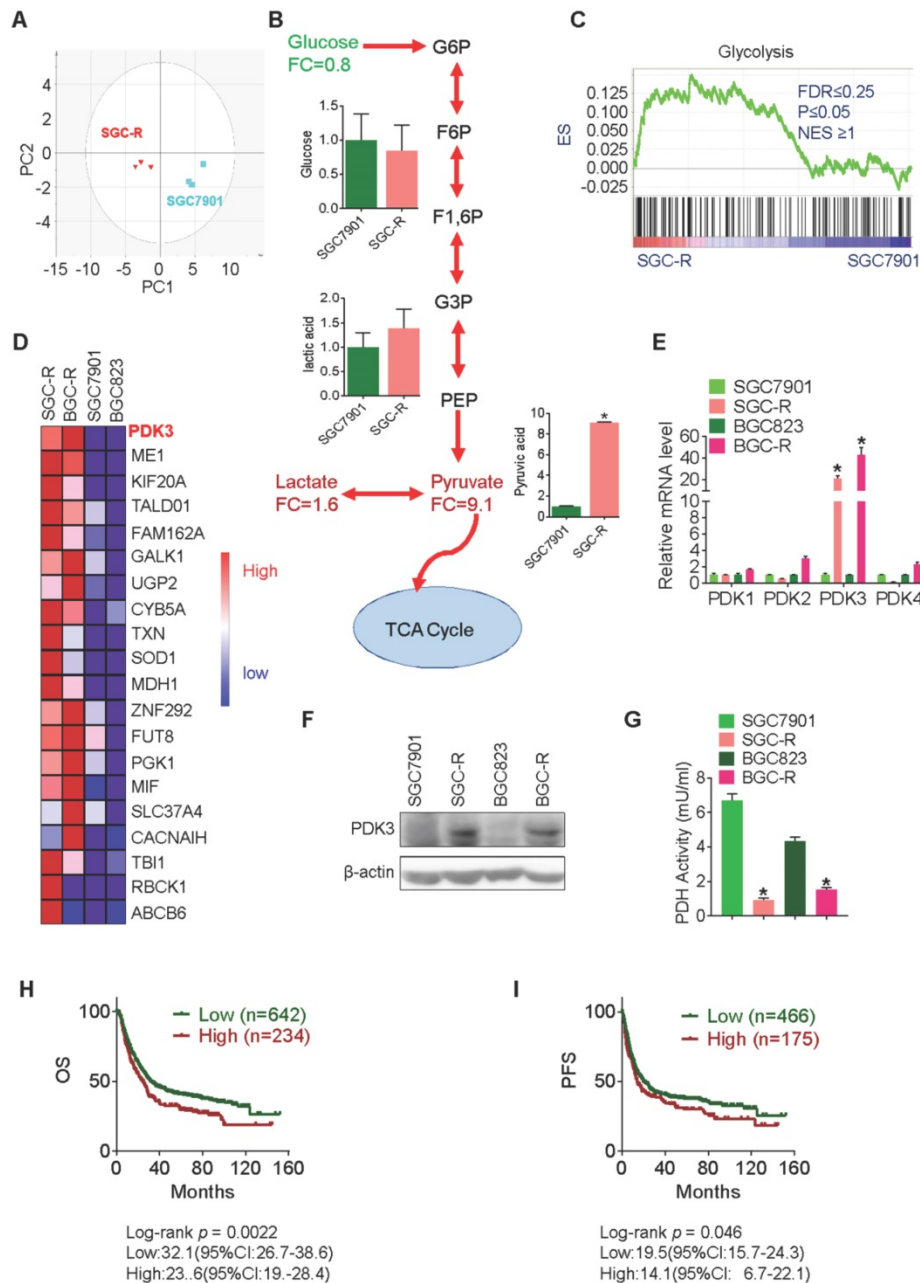 A
PC2
4
2
0
-2
-4
SGC-R
SGC7901
-15 -10 -5 0 5 10 15
PC1
B
Glucose
FC=0.8
G6P
F6P
F1,6P
G3P
PEP
Glucose
1.5
1.0
0.5
0.0
SGC7901
SGC-R
lactic acid
2.0
1.5
1.0
0.5
0.0
SGC7901
SGC-R
Lactate
FC=1.6
Pyruvate
FC=9.1
Pyruvic acid
10
8
6
4
2
0
*
SGC7901
SGC-R
TCA Cycle
C
Glycolysis
ES
0.125
0.100
0.075
0.050
0.025
0.000
-0.025
FDR≤0.25
P≤0.05
NES ≥1
SGC-R
SGC7901
D
SGC-R
BGC-R
SGC7901
BGC823
PDK3
ME1
KIF20A
TALD01
FAM162A
GALK1
UGP2
CYB5A
TXN
SOD1
MDH1
ZNF292
FUT8
PGK1
MIF
SLC37A4
CACNAIH
TBI1
RBCK1
ABCB6
High
low
E
SGC7901
SGC-R
BGC823
BGC-R
Relative mRNA level
60
40
20
8
6
4
2
0
*
*
PDK1 PDK2 PDK3 PDK4
F
SGC7901
SGC-R
BGC823
BGC-R
PDK3
β-actin
G
SGC7901
SGC-R
BGC823
BGC-R
PDH Activity (mU/ml)
8
6
4
2
0
*
*
H
OS
100
50
0
Low (n=642)
High (n=234)
0 40 80 120 160
Months
Log-rank p = 0.0022
Low:32.1(95%CI:26.7-38.6)
High:23..6(95%CI:19.-28.4)
I
PFS
100
50
0
Low (n=466)
High (n=175)
0 40 80 120 160
Months
Log-rank p = 0.046
Low:19.5(95%CI:15.7-24.3)
High:14.1(95%CI: 6.7-22.1)